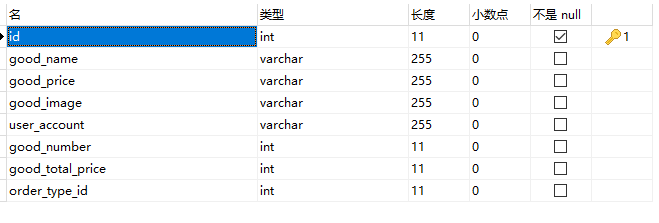 名 类型 长度 小数点 不是 null
id int 11 0 1
good_name varchar 255 0
good_price varchar 255 0
good_image varchar 255 0
user_account varchar 255 0
good_number int 11 0
good_total_price int 11 0
order_type_id int 11 0